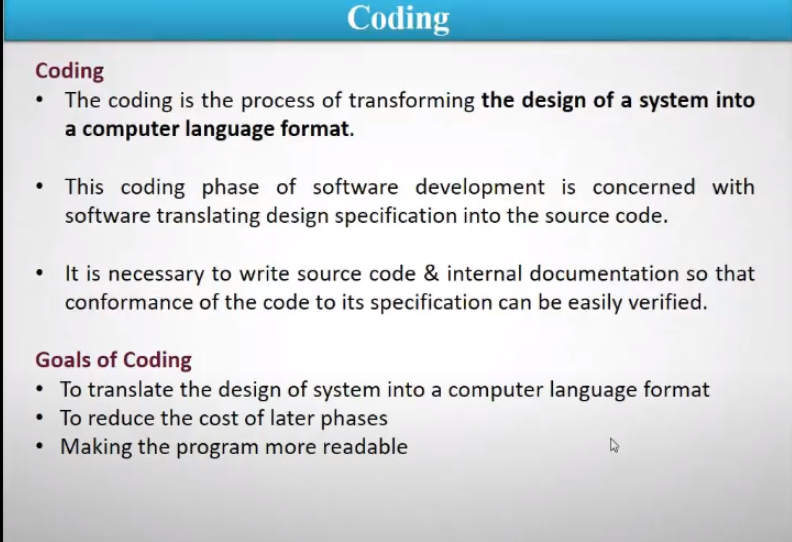 Coding
Coding
• The coding is the process of transforming the design of a system into
a computer language format.
• This coding phase of software development is concerned with
software translating design specification into the source code.
• It is necessary to write source code & internal documentation so that
conformance of the code to its specification can be easily verified.
Goals of Coding
• To translate the design of system into a computer language format
• To reduce the cost of later phases
• Making the program more readable